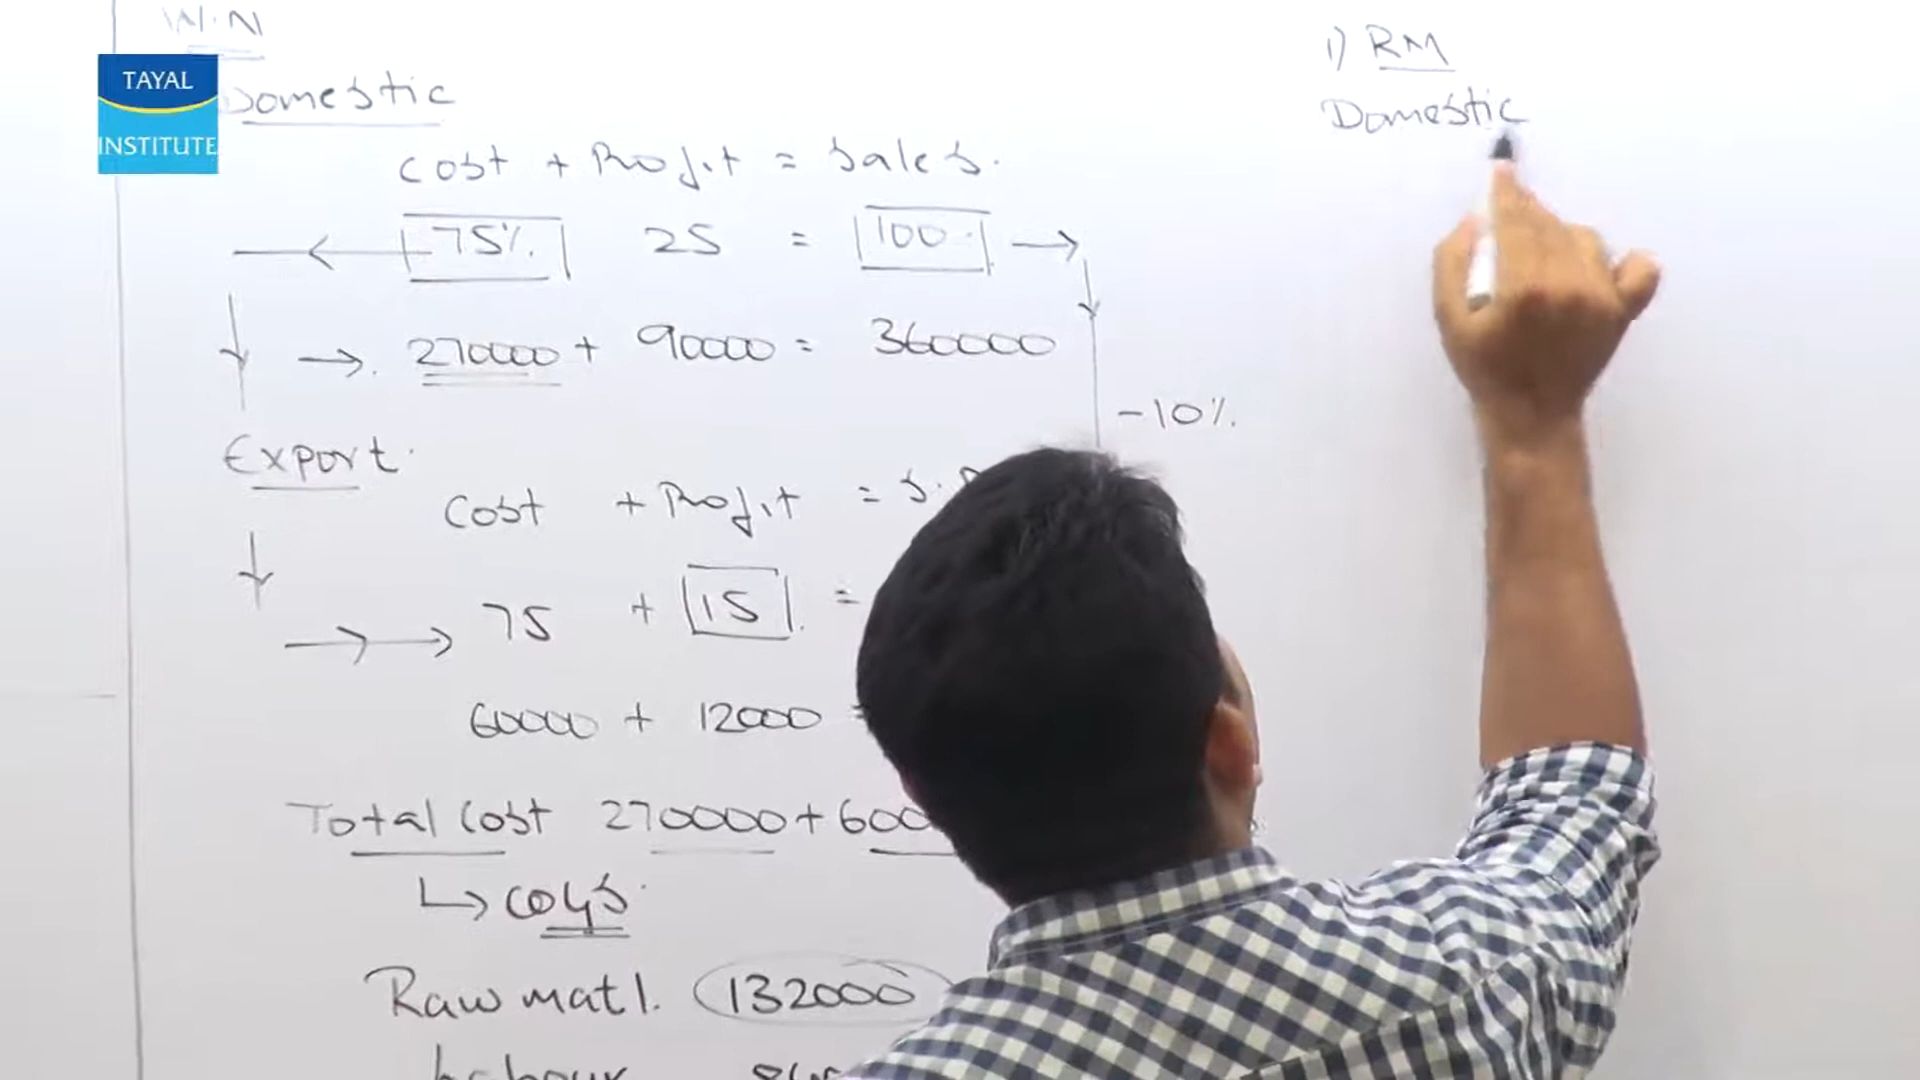 W.N
TAYAL
INSTITUTE
Domestic
Cost + Profit = Sales.
75% 25 = 100
270000 + 90000 = 360000
-10%
Export
Cost + Profit = S.
75 + 15 =
60000 + 12000
Total Cost 270000 + 600
COGS
Raw matl. 132000
Labour
1) RM
Domestic